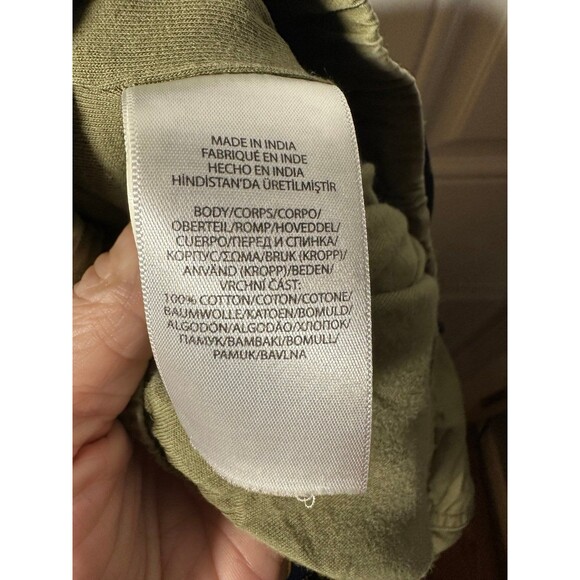 MADE IN INDIA
FABRIQUÉ EN INDE
HECHO EN INDIA
HİNDİSTAN'DA ÜRETİLMİŞTİR
BODY/CORPS/CORPO/
OBERTEIL/ROMP/HOVEDDEL/
CUERPO/ПЕРЕД И СПИНКА/
КОРПУС/ΣΩΜΑ/BRUK (KROPP)/
ANVÄND (KROPP)/BEDEN/
VRCHNÍ ČÁST:
100% COTTON/COTON/COTONE/
BAUMWOLLE/KATOEN/BOMULD/
ALGODÓN/ALGODÃO/ХЛОПОК/
ПАМУК/BAMBAKI/BOMULL/
PAMUK/BAVLNA